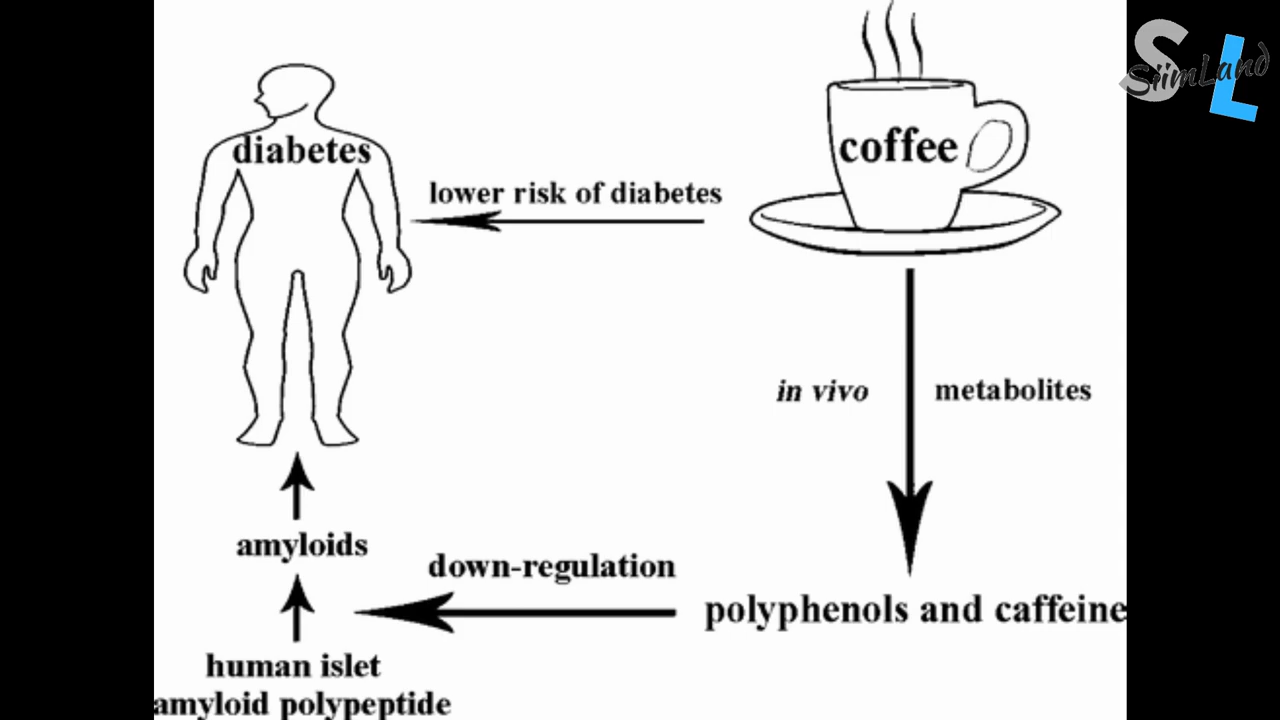 SL
SiimLand
coffee
diabetes
lower risk of diabetes
in vivo
metabolites
amyloids
down-regulation
polyphenols and caffeine
human islet
amyloid polypeptide